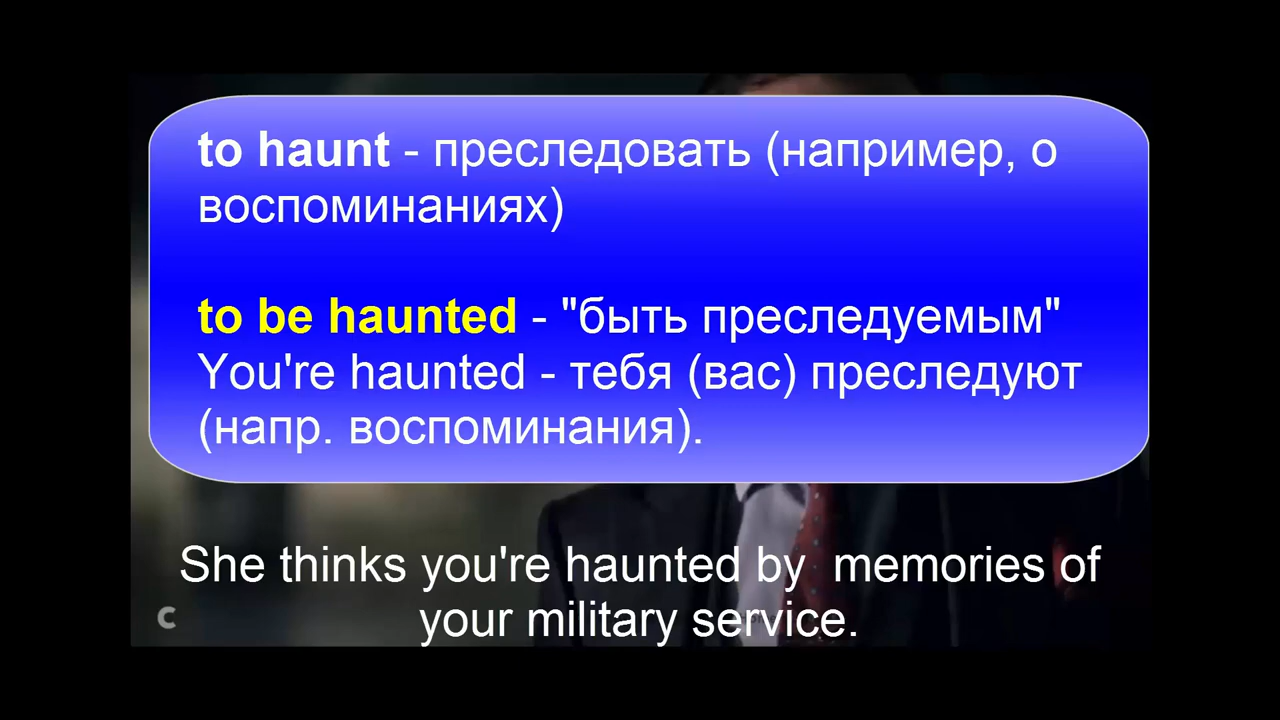 to haunt - преследовать (например, о
воспоминаниях)
to be haunted - "быть преследуемым"
You're haunted - тебя (вас) преследуют
(напр. воспоминания).
She thinks you're haunted by  memories of
your military service.
C